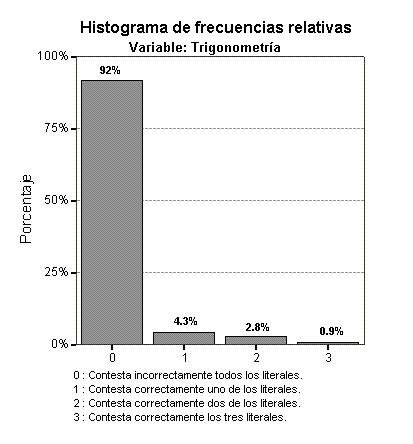 Histograma de frecuencias relativas
Variable: Trigonometría
100%
92%
75%
50%
25%
4.3%
2.8%
0.9%
0%
Porcentaje
0 1 2 3
0 : Contesta incorrectamente todos los literales.
1 : Contesta correctamente uno de los literales.
2 : Contesta correctamente dos de los literales.
3 : Contesta correctamente los tres literales.